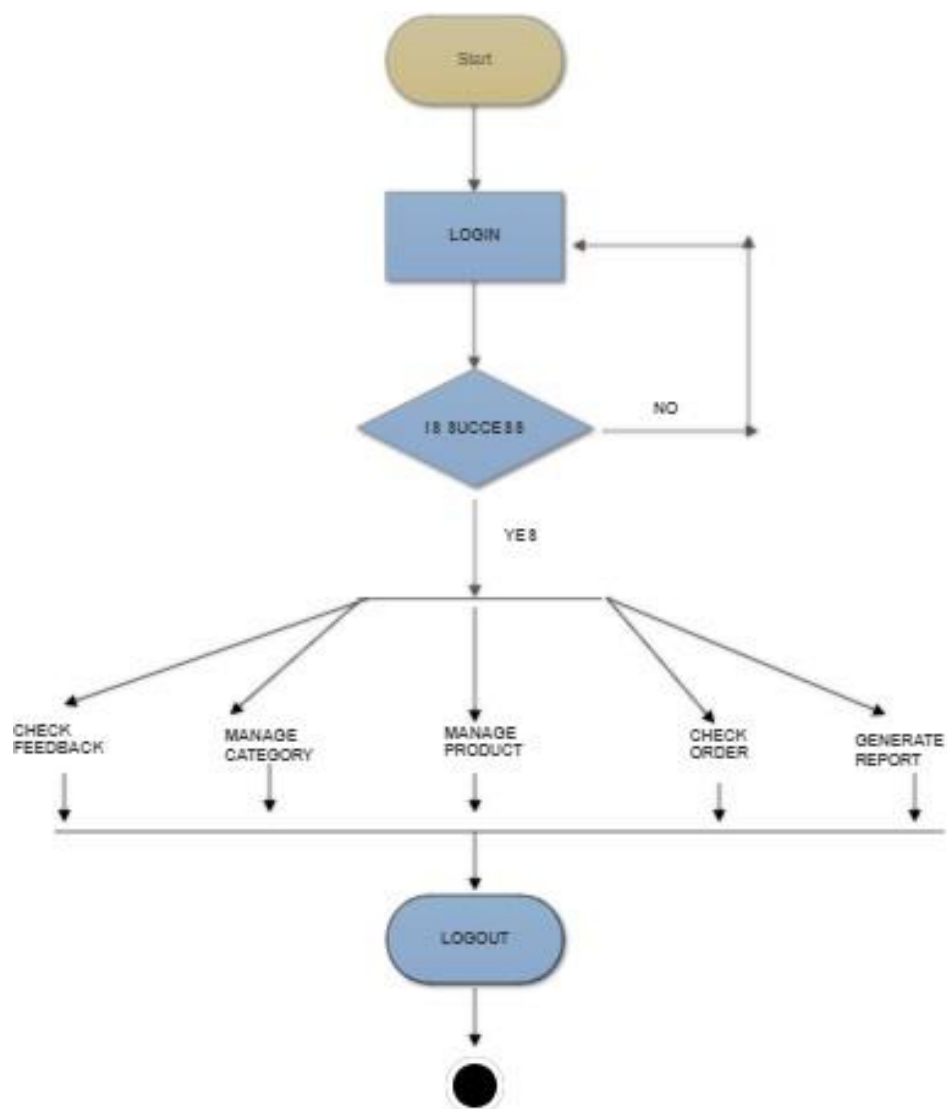 Start
LOGIN
IS SUCCESS
NO
YES
CHECK
FEEDBACK
MANAGE
CATEGORY
MANAGE
PRODUCT
CHECK
ORDER
GENERATE
REPORT
LOGOUT